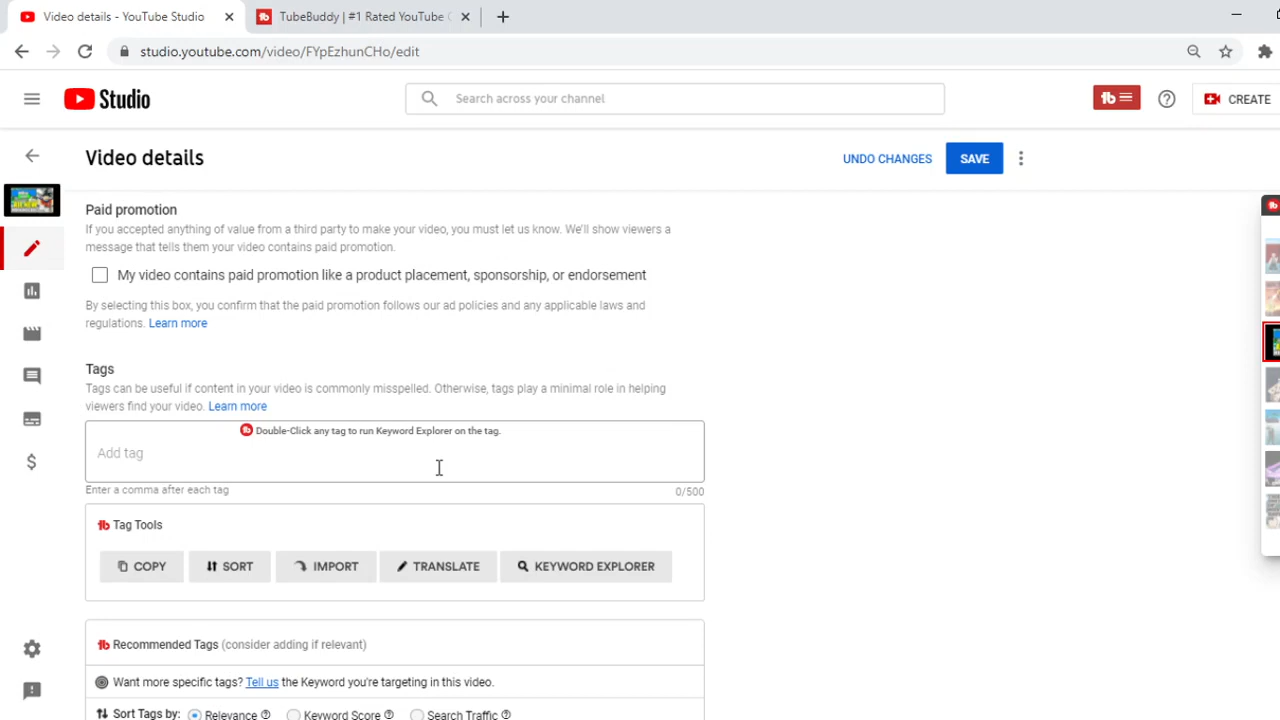 Video details - YouTube Studio
TubeBuddy | #1 Rated YouTube
studio.youtube.com/video/FYpEzhunCHo/edit
Studio
Search across your channel
tb
CREATE
Video details
UNDO CHANGES
SAVE
Paid promotion
If you accepted anything of value from a third party to make your video, you must let us know. We'll show viewers a
message that tells them your video contains paid promotion.
My video contains paid promotion like a product placement, sponsorship, or endorsement
By selecting this box, you confirm that the paid promotion follows our ad policies and any applicable laws and
regulations. Learn more
Tags
Tags can be useful if content in your video is commonly misspelled. Otherwise, tags play a minimal role in helping
viewers find your video. Learn more
Double-Click any tag to run Keyword Explorer on the tag.
Add tag
Enter a comma after each tag
0/500
tb Tag Tools
COPY
SORT
IMPORT
TRANSLATE
KEYWORD EXPLORER
tb Recommended Tags (consider adding if relevant)
Want more specific tags? Tell us the Keyword you're targeting in this video.
Sort Tags by: Relevance Keyword Score Search Traffic